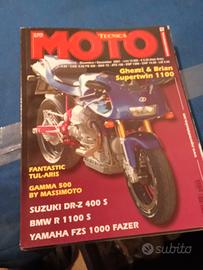 SUPER
TECNICA
MOTO
Ghezzi & Brian
Supertwin 1100
FANTASTIC
TUL-ARIS
GAMMA 500
BY MASSIMOTO
SUZUKI DR-Z 400 S
BMW R 1100 S
YAMAHA FZS 1000 FAZER
subito